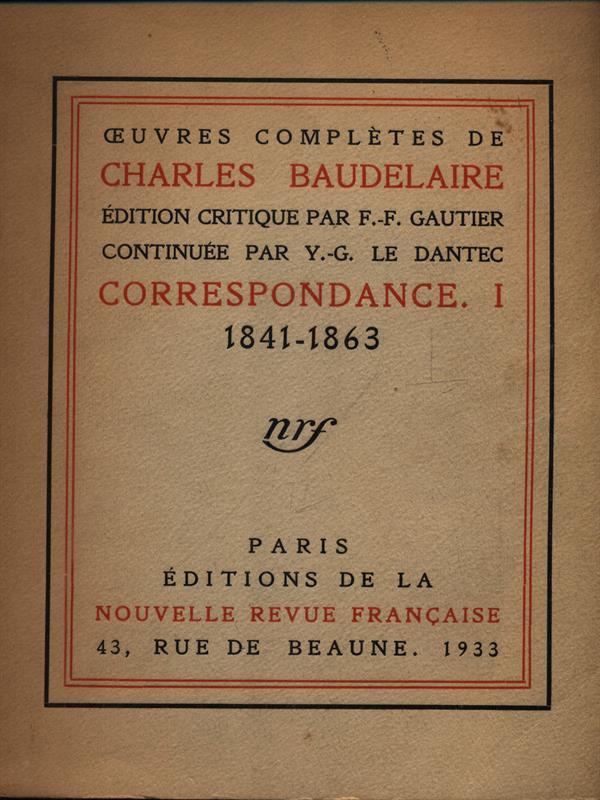 ŒUVRES COMPLÈTES DE
CHARLES BAUDELAIRE
ÉDITION CRITIQUE PAR F.-F. GAUTIER
CONTINUÉE PAR Y.-G. LE DANTEC
CORRESPONDANCE. I
1841-1863
nrf
PARIS
ÉDITIONS DE LA
NOUVELLE REVUE FRANÇAISE
43, RUE DE BEAUNE. 1933